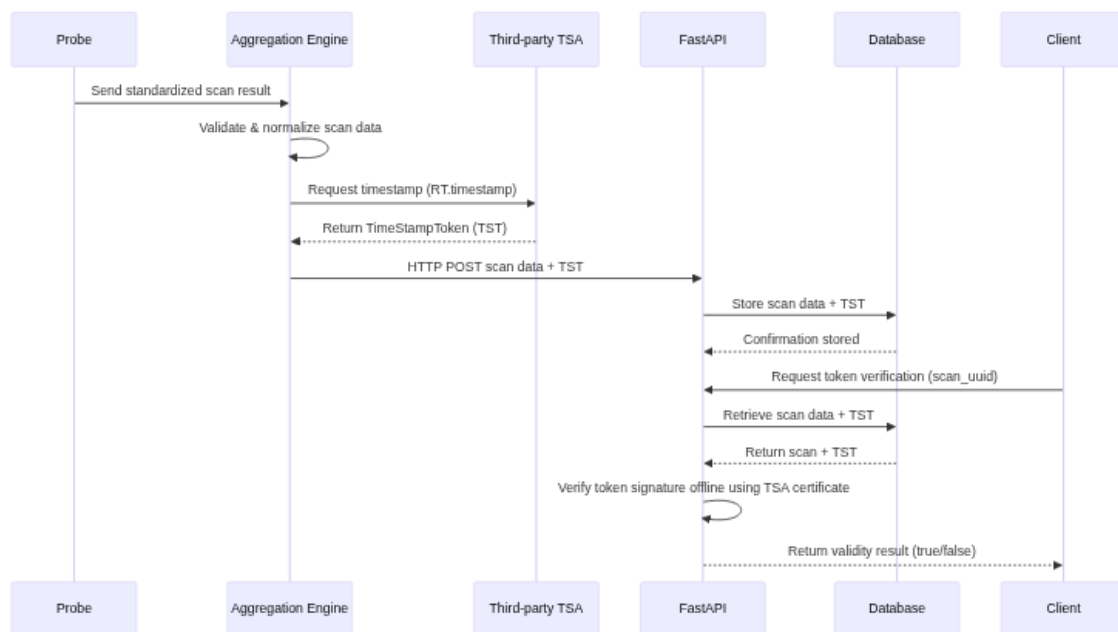 Probe
Aggregation Engine
Third-party TSA
FastAPI
Database
Client
Send standardized scan result
Validate & normalize scan data
Request timestamp (RT.timestamp)
Return TimeStampToken (TST)
HTTP POST scan data + TST
Store scan data + TST
Confirmation stored
Request token verification (scan_uuid)
Retrieve scan data + TST
Return scan + TST
Verify token signature offline using TSA certificate
Return validity result (true/false)
Probe
Aggregation Engine
Third-party TSA
FastAPI
Database
Client